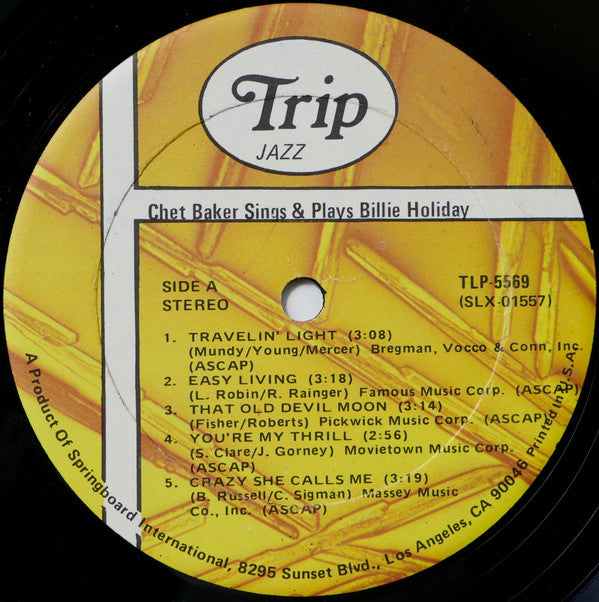 Trip
JAZZ
Chet Baker Sings & Plays Billie Holiday
SIDE A
STEREO
TLP-5569
(SLX-01557)
1. TRAVELIN' LIGHT (3:08)
(Mundy/Young/Mercer) Bregman, Vocco & Conn, Inc.
(ASCAP)
2. EASY LIVING (3:18)
(L. Robin/R. Rainger) Famous Music Corp. (ASCAP)
3. THAT OLD DEVIL MOON (3:14)
(Fisher/Roberts) Pickwick Music Corp. (ASCAP)
4. YOU'RE MY THRILL (2:56)
(S. Clare/J. Gorney) Movietown Music Corp.
(ASCAP)
5. CRAZY SHE CALLS ME (3:19)
(B. Russell/C. Sigman) Massey Music
Co., Inc. (ASCAP)
A Product Of Springboard International, 8295 Sunset Blvd., Los Angeles, CA 90046 Printed In U.S.A.